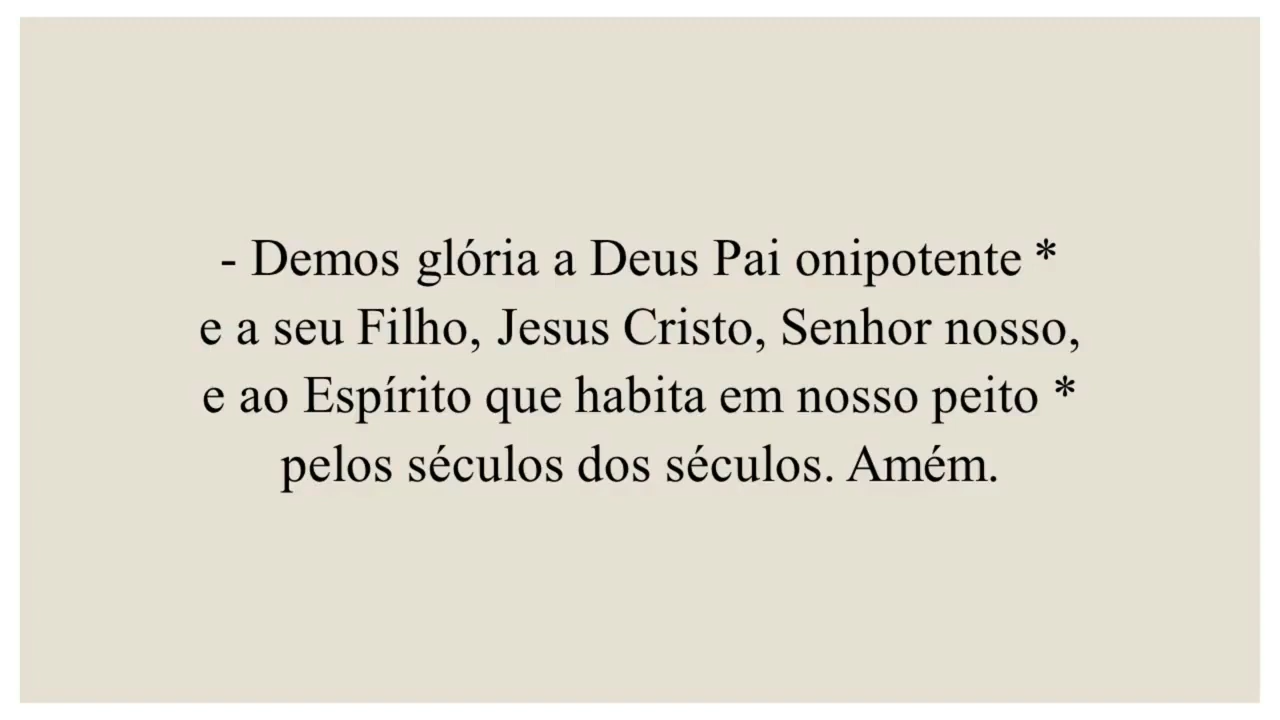 - Demos glória a Deus Pai onipotente *
e a seu Filho, Jesus Cristo, Senhor nosso,
e ao Espírito que habita em nosso peito *
pelos séculos dos séculos. Amém.